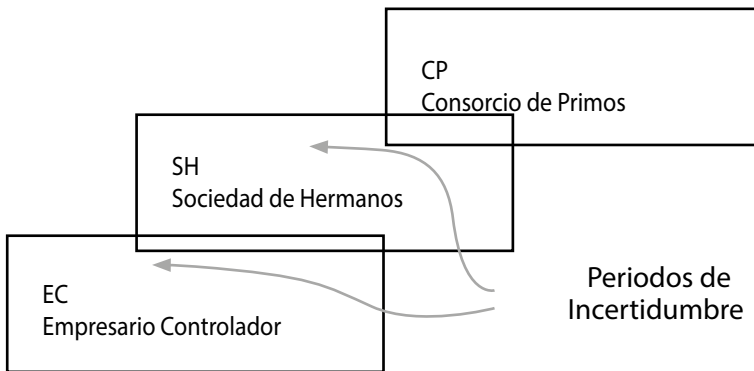 CP
Consorcio de Primos
SH
Sociedad de Hermanos
EC
Empresario Controlador
Periodos de
Incertidumbre